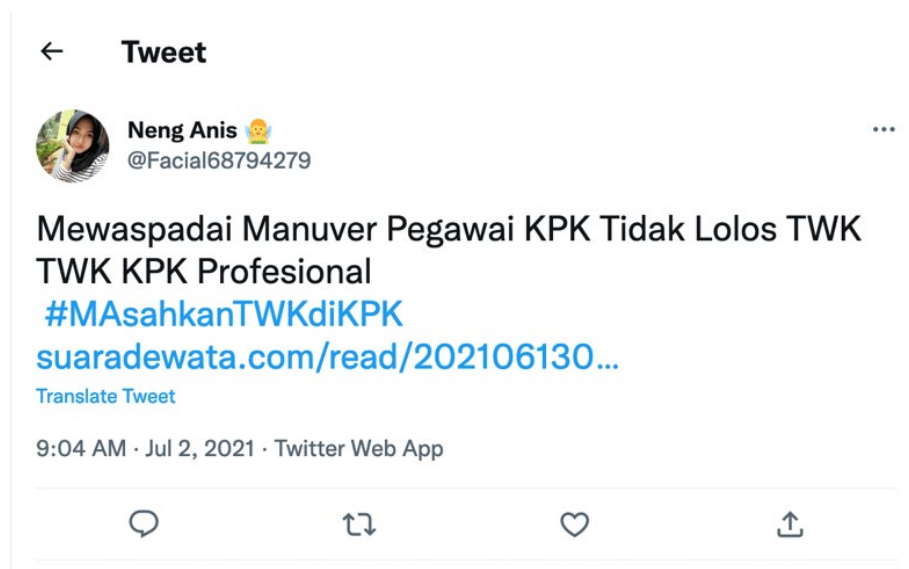 Tweet
Neng Anis
@Facial68794279
Mewaspadai Manuver Pegawai KPK Tidak Lolos TWK
TWK KPK Profesional
#MAsahkanTWKdiKPK
suaradewata.com/read/202106130...
Translate Tweet
9:04 AM · Jul 2, 2021 · Twitter Web App